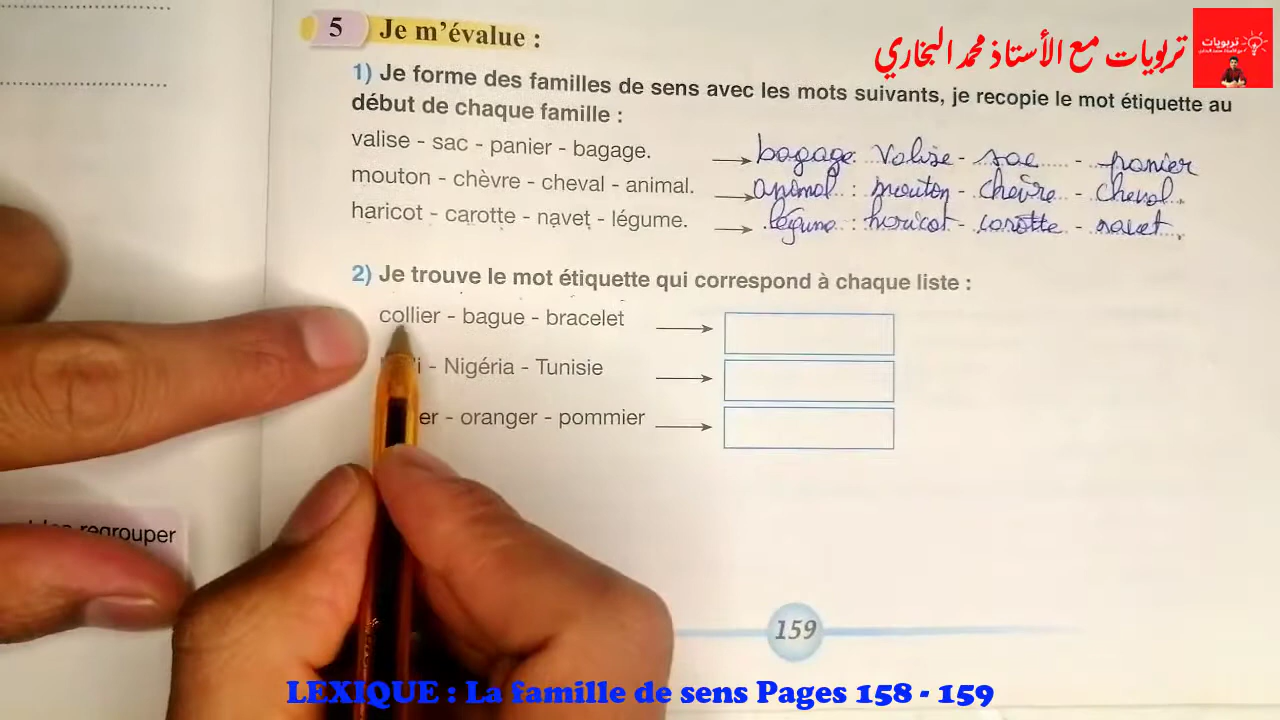 5 Je m'évalue :
تربويات مع الأستاذ محمد البخاري
تربويات
1) Je forme des familles de sens avec les mots suivants, je recopie le mot étiquette au
début de chaque famille :
valise - sac - panier - bagage. bagage : valise - sac - panier
mouton - chèvre - cheval - animal. animal : mouton - chèvre - cheval
haricot - carotte - navet - légume. légume : haricot - carotte - navet
2) Je trouve le mot étiquette qui correspond à chaque liste :
collier - bague - bracelet
- Nigéria - Tunisie
- oranger - pommier
regrouper
159
LEXIQUE : La famille de sens Pages 158 - 159